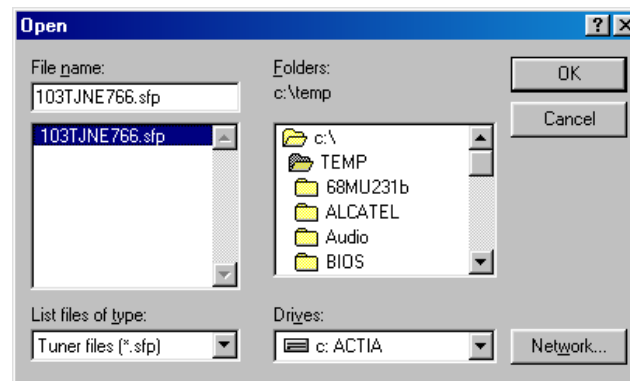 Open
File name:
103TJNE766.sfp
103TJNE766.sfp
List files of type:
Tuner files (*.sfp)
Folders:
c:\temp
c:\
TEMP
68MU231b
ALCATEL
Audio
BIOS
Drives:
c: ACTIA
OK
Cancel
Network...